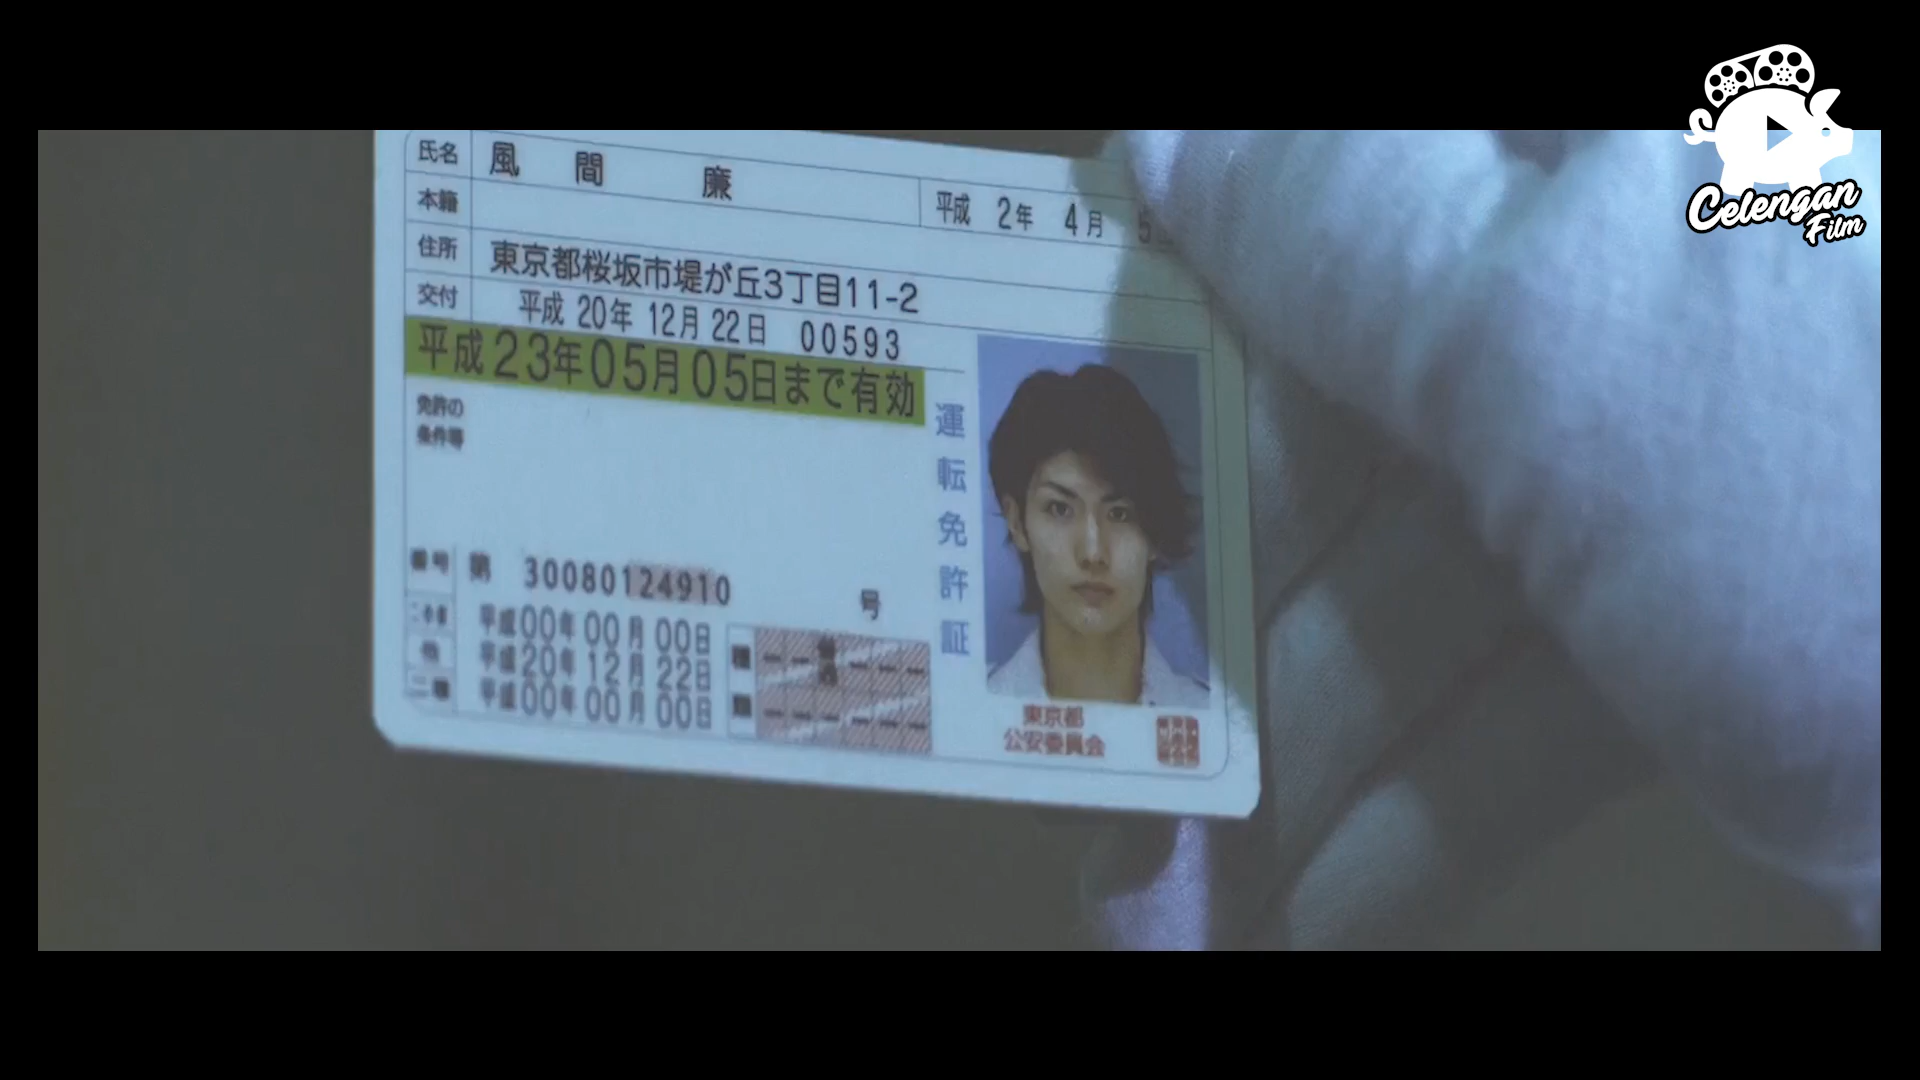 Celengan
Film
氏名 風間 廉
本籍 平成 2年 4月 5
住所 東京都桜坂市堤が丘3丁目11-2
交付 平成 20年 12月 22日 00593
平成23年05月05日まで有効
免許の
条件等
運転免許証
番号 第 30080124910 号
平成00年00月00日
平成20年12月22日
二種 平成00年00月00日
東京都
公安委員会